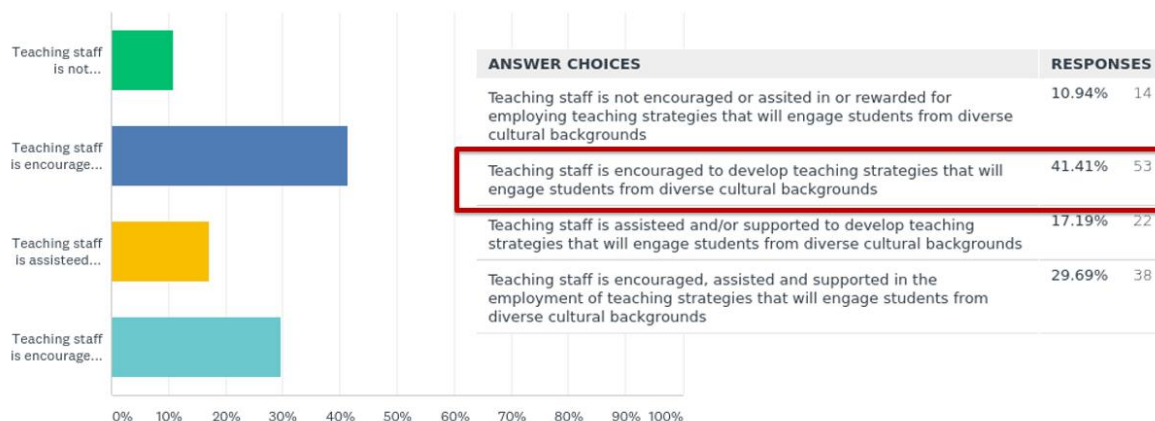 Teaching staff
is not...
Teaching staff
is encourage...
Teaching staff
is assisteed...
Teaching staff
is encourage...
0% 10% 20% 30% 40% 50% 60% 70% 80% 90% 100%
ANSWER CHOICES RESPONSES
Teaching staff is not encouraged or assited in or rewarded for 10.94% 14
employing teaching strategies that will engage students from diverse
cultural backgrounds
Teaching staff is encouraged to develop teaching strategies that will 41.41% 53
engage students from diverse cultural backgrounds
Teaching staff is assisteed and/or supported to develop teaching 17.19% 22
strategies that will engage students from diverse cultural backgrounds
Teaching staff is encouraged, assisted and supported in the 29.69% 38
employment of teaching strategies that will engage students from
diverse cultural backgrounds